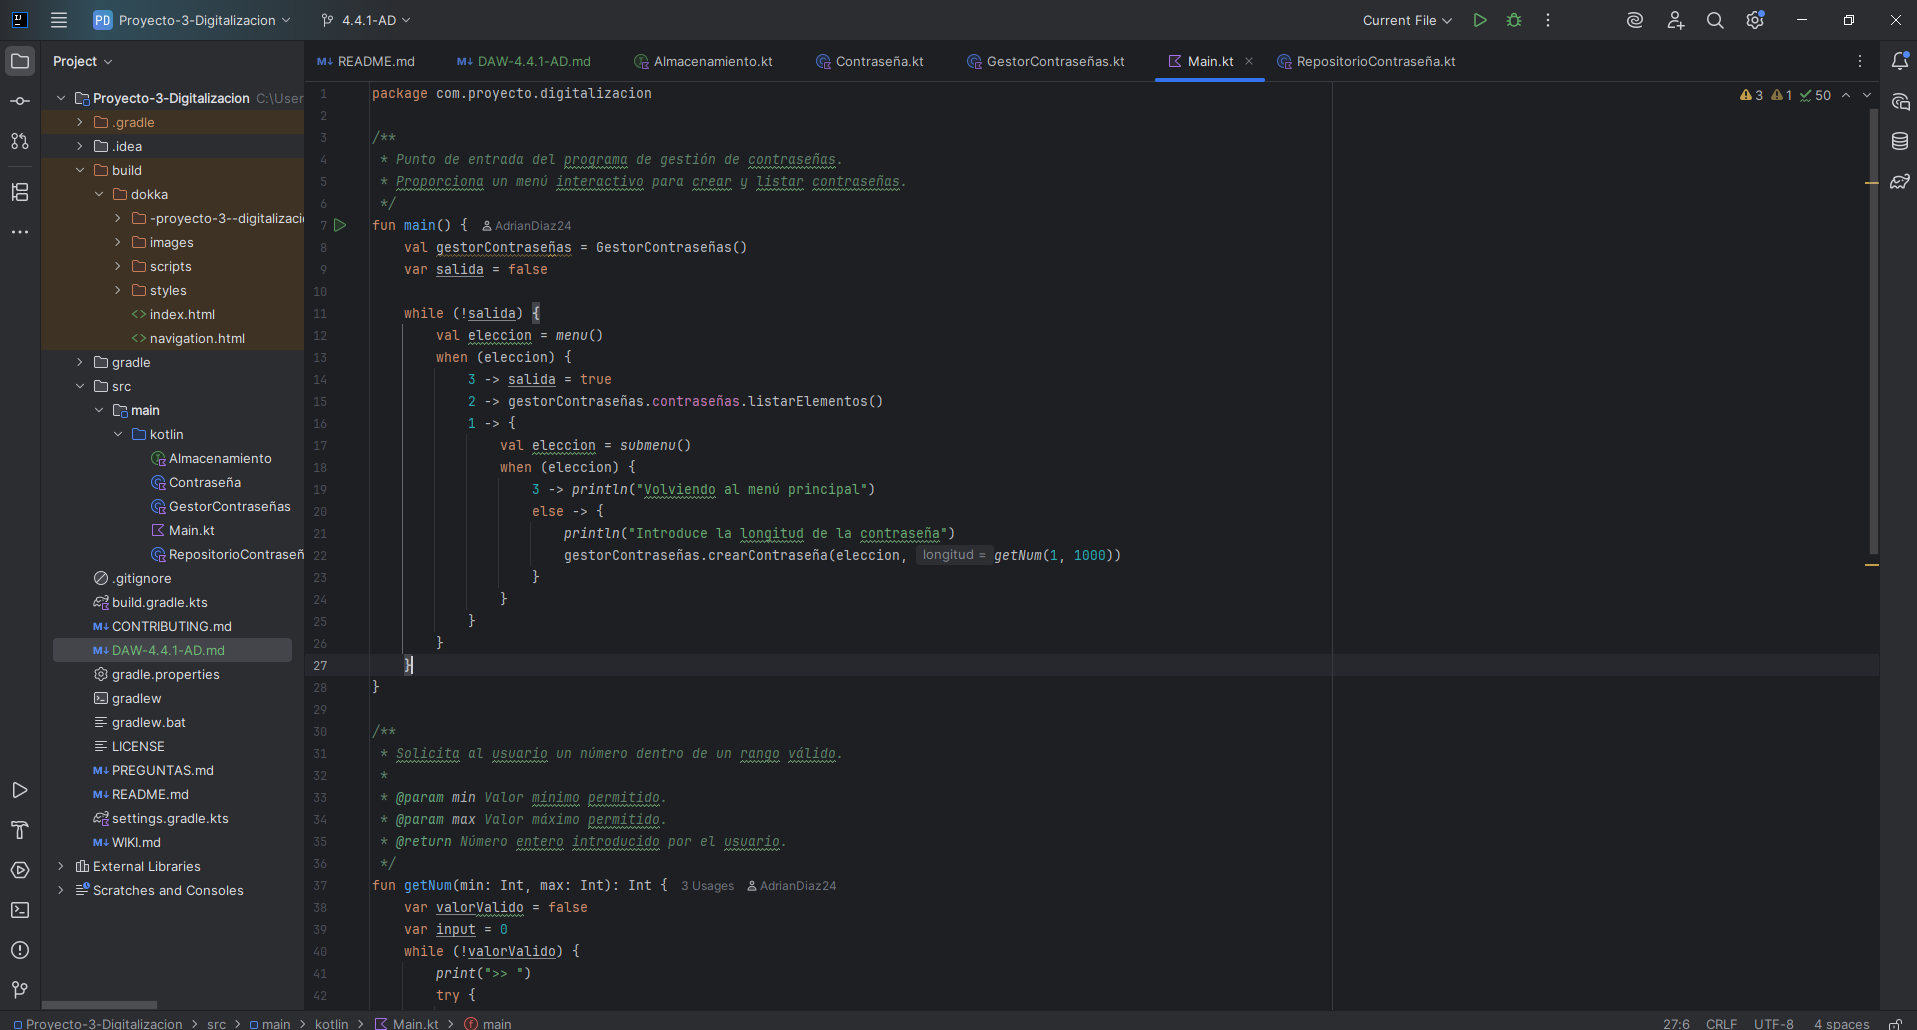 PD Proyecto-3-Digitalizacion 4.4.1-AD Current File
Project
Proyecto-3-Digitalizacion C:\User
.gradle
.idea
build
dokka
-proyecto-3--digitalizaci
images
scripts
styles
<> index.html
<> navigation.html
gradle
src
main
kotlin
Almacenamiento
Contraseña
GestorContraseñas
Main.kt
RepositorioContraseñ
.gitignore
build.gradle.kts
M↓ CONTRIBUTING.md
M↓ DAW-4.4.1-AD.md
gradle.properties
gradlew
gradlew.bat
LICENSE
M↓ PREGUNTAS.md
M↓ README.md
settings.gradle.kts
M↓ WIKI.md
External Libraries
Scratches and Consoles
M↓ README.md M↓ DAW-4.4.1-AD.md Almacenamiento.kt Contraseña.kt GestorContraseñas.kt Main.kt RepositorioContraseña.kt
3 1 50
1 package com.proyecto.digitalizacion
2
3 /**
4 * Punto de entrada del programa de gestión de contraseñas.
5 * Proporciona un menú interactivo para crear y listar contraseñas.
6 */
7 fun main() { AdrianDiaz24
8 val gestorContraseñas = GestorContraseñas()
9 var salida = false
10
11 while (!salida) {
12 val eleccion = menu()
13 when (eleccion) {
14 3 -> salida = true
15 2 -> gestorContraseñas.contraseñas.listarElementos()
16 1 -> {
17 val eleccion = submenu()
18 when (eleccion) {
19 3 -> println("Volviendo al menú principal")
20 else -> {
21 println("Introduce la longitud de la contraseña")
22 gestorContraseñas.crearContraseña(eleccion, longitud = getNum(1, 1000))
23 }
24 }
25 }
26 }
27 }
28 }
29
30 /**
31 * Solicita al usuario un número dentro de un rango válido.
32 *
33 * @param min Valor mínimo permitido.
34 * @param max Valor máximo permitido.
35 * @return Número entero introducido por el usuario.
36 */
37 fun getNum(min: Int, max: Int): Int { 3 Usages AdrianDiaz24
38 var valorValido = false
39 var input = 0
40 while (!valorValido) {
41 print(">> ")
42 try {
Proyecto-3-Digitalizacion > src > main > kotlin > Main.kt > main 27:6 CRLF UTF-8 4 spaces